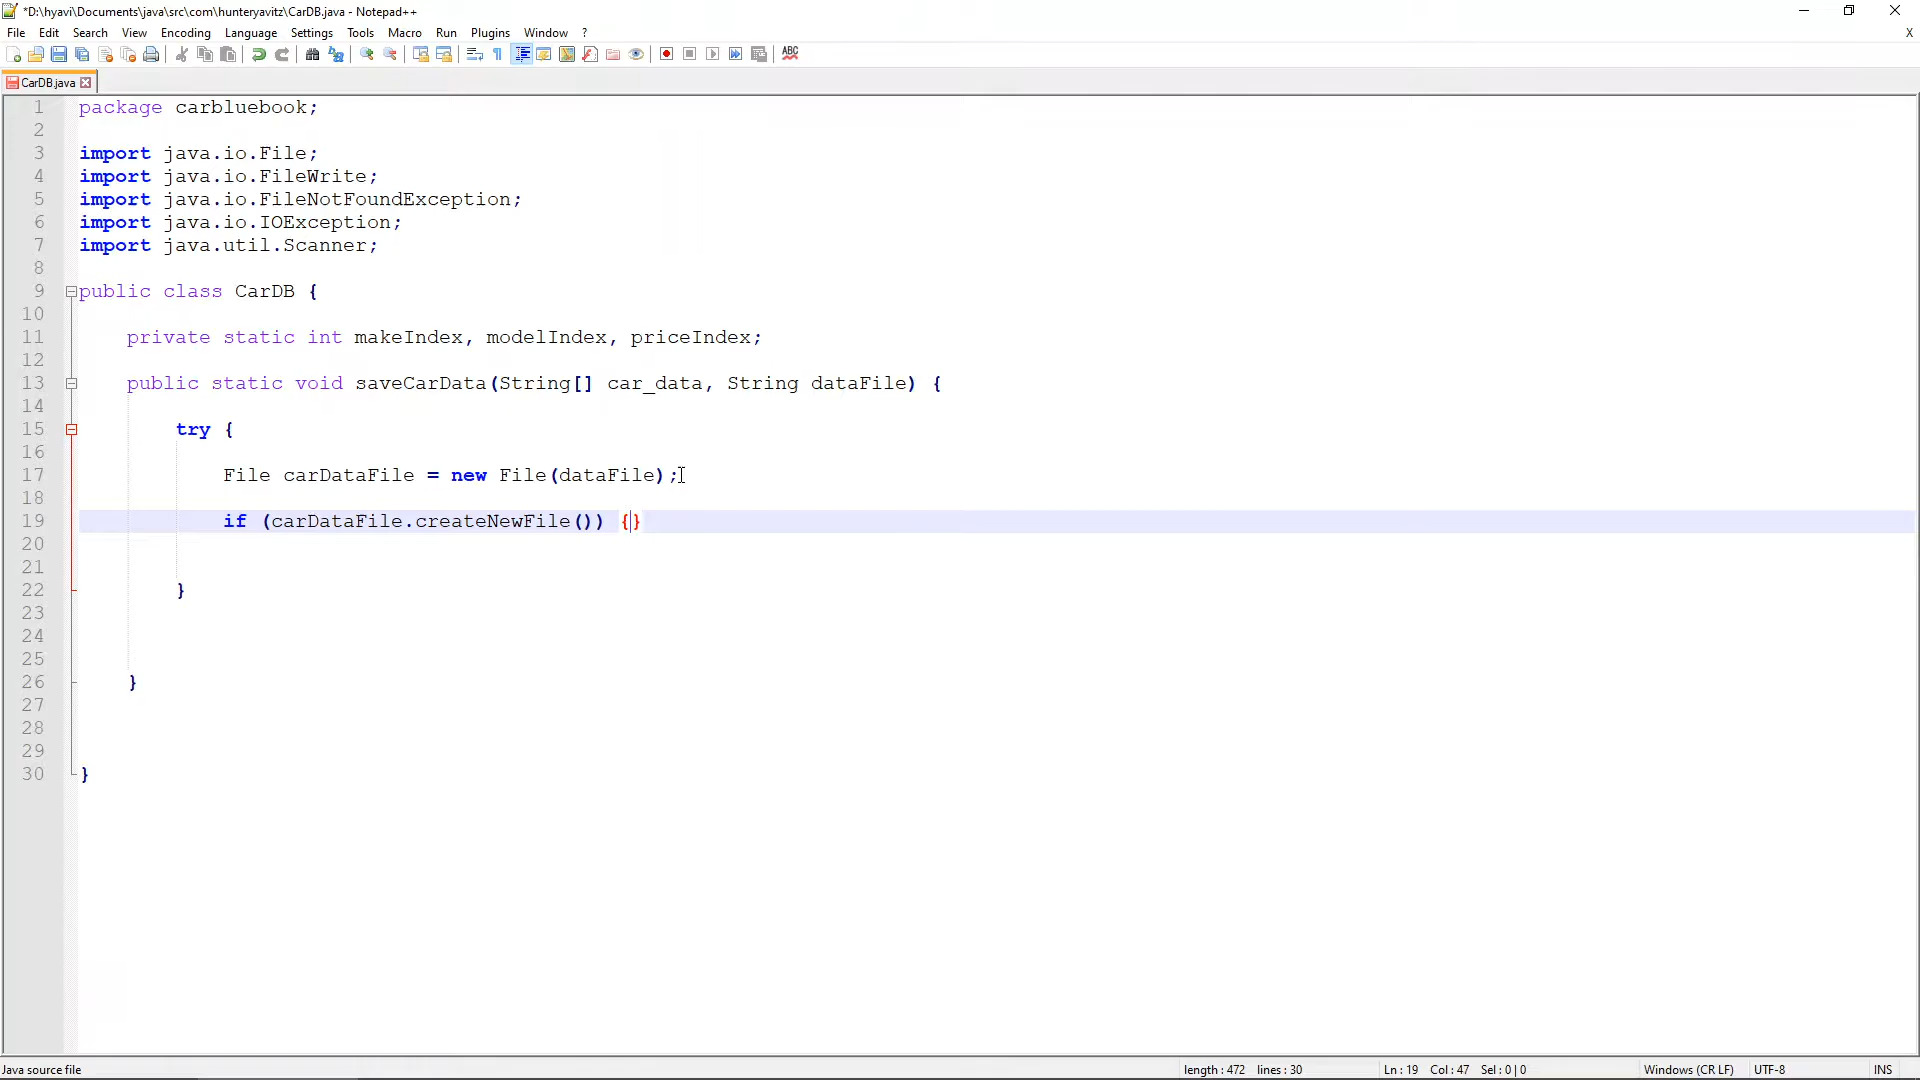 *D:\hyavi\Documents\java\src\com\hunteryavitz\CarDB.java - Notepad++
File Edit Search View Encoding Language Settings Tools Macro Run Plugins Window ? X
ABC
CarDB.java
1 package carbluebook;
2
3 import java.io.File;
4 import java.io.FileWrite;
5 import java.io.FileNotFoundException;
6 import java.io.IOException;
7 import java.util.Scanner;
8
9 public class CarDB {
10
11 private static int makeIndex, modelIndex, priceIndex;
12
13 public static void saveCarData(String[] car_data, String dataFile) {
14
15 try {
16
17 File carDataFile = new File(dataFile);
18
19 if (carDataFile.createNewFile()) {}
20
21
22 }
23
24
25
26 }
27
28
29
30 }
Java source file length : 472 lines : 30 Ln : 19 Col : 47 Sel : 0 | 0 Windows (CR LF) UTF-8 INS